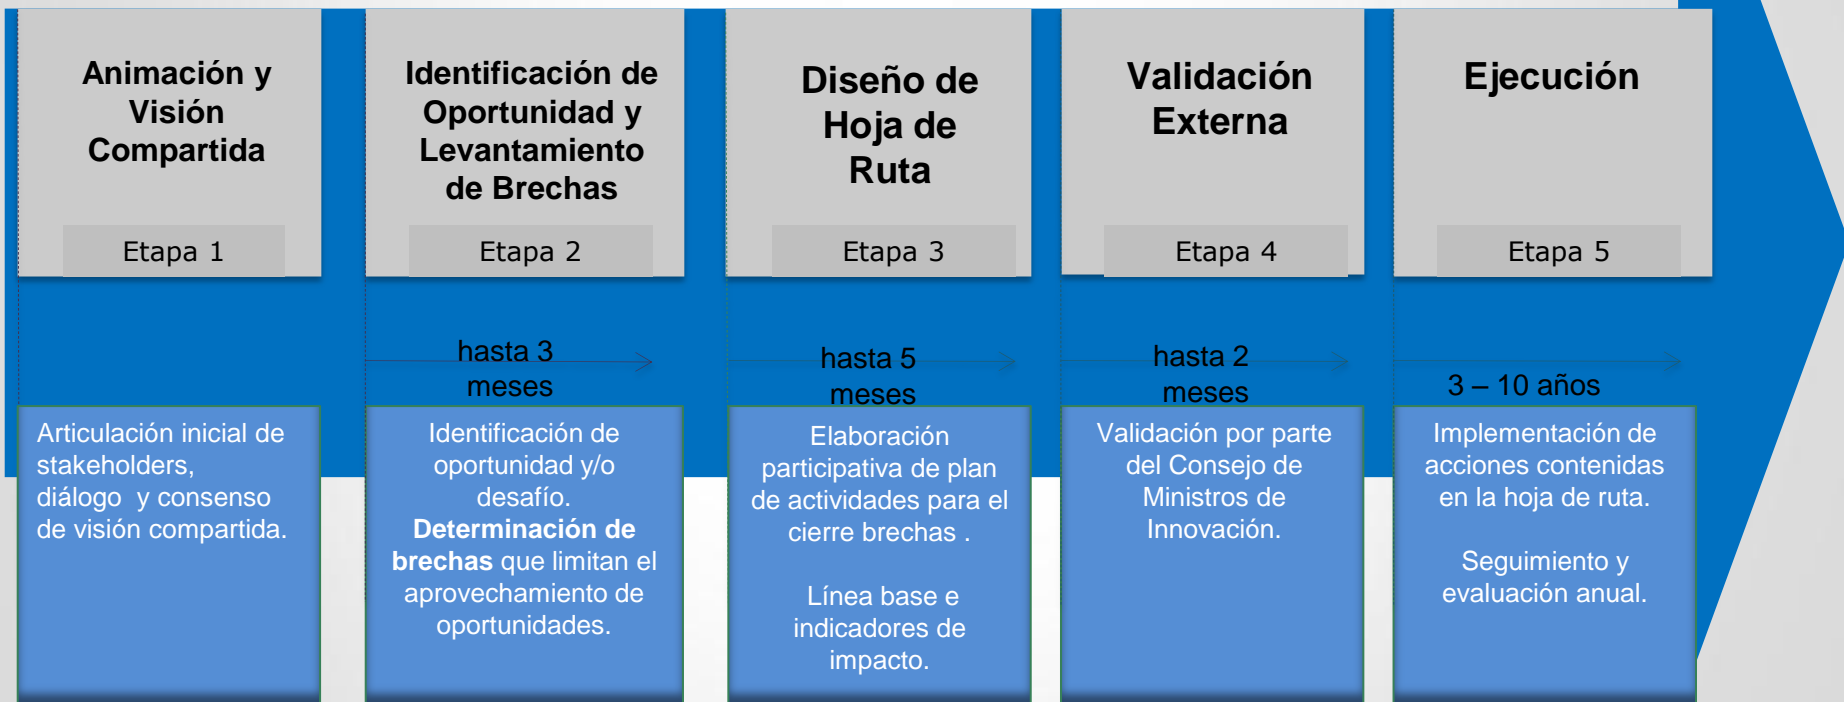 Animación y
Visión
Compartida
Etapa 1
Identificación de
Oportunidad y
Levantamiento
de Brechas
Etapa 2
Diseño de
Hoja de
Ruta
Etapa 3
Validación
Externa
Etapa 4
Ejecución
Etapa 5
hasta 3
meses
hasta 5
meses
hasta 2
meses
3 – 10 años
Articulación inicial de
stakeholders,
diálogo y consenso
de visión compartida.
Identificación de
oportunidad y/o
desafío.
Determinación de
brechas que limitan el
aprovechamiento de
oportunidades.
Elaboración
participativa de plan
de actividades para el
cierre brechas .
Línea base e
indicadores de
impacto.
Validación por parte
del Consejo de
Ministros de
Innovación.
Implementación de
acciones contenidas
en la hoja de ruta.
Seguimiento y
evaluación anual.